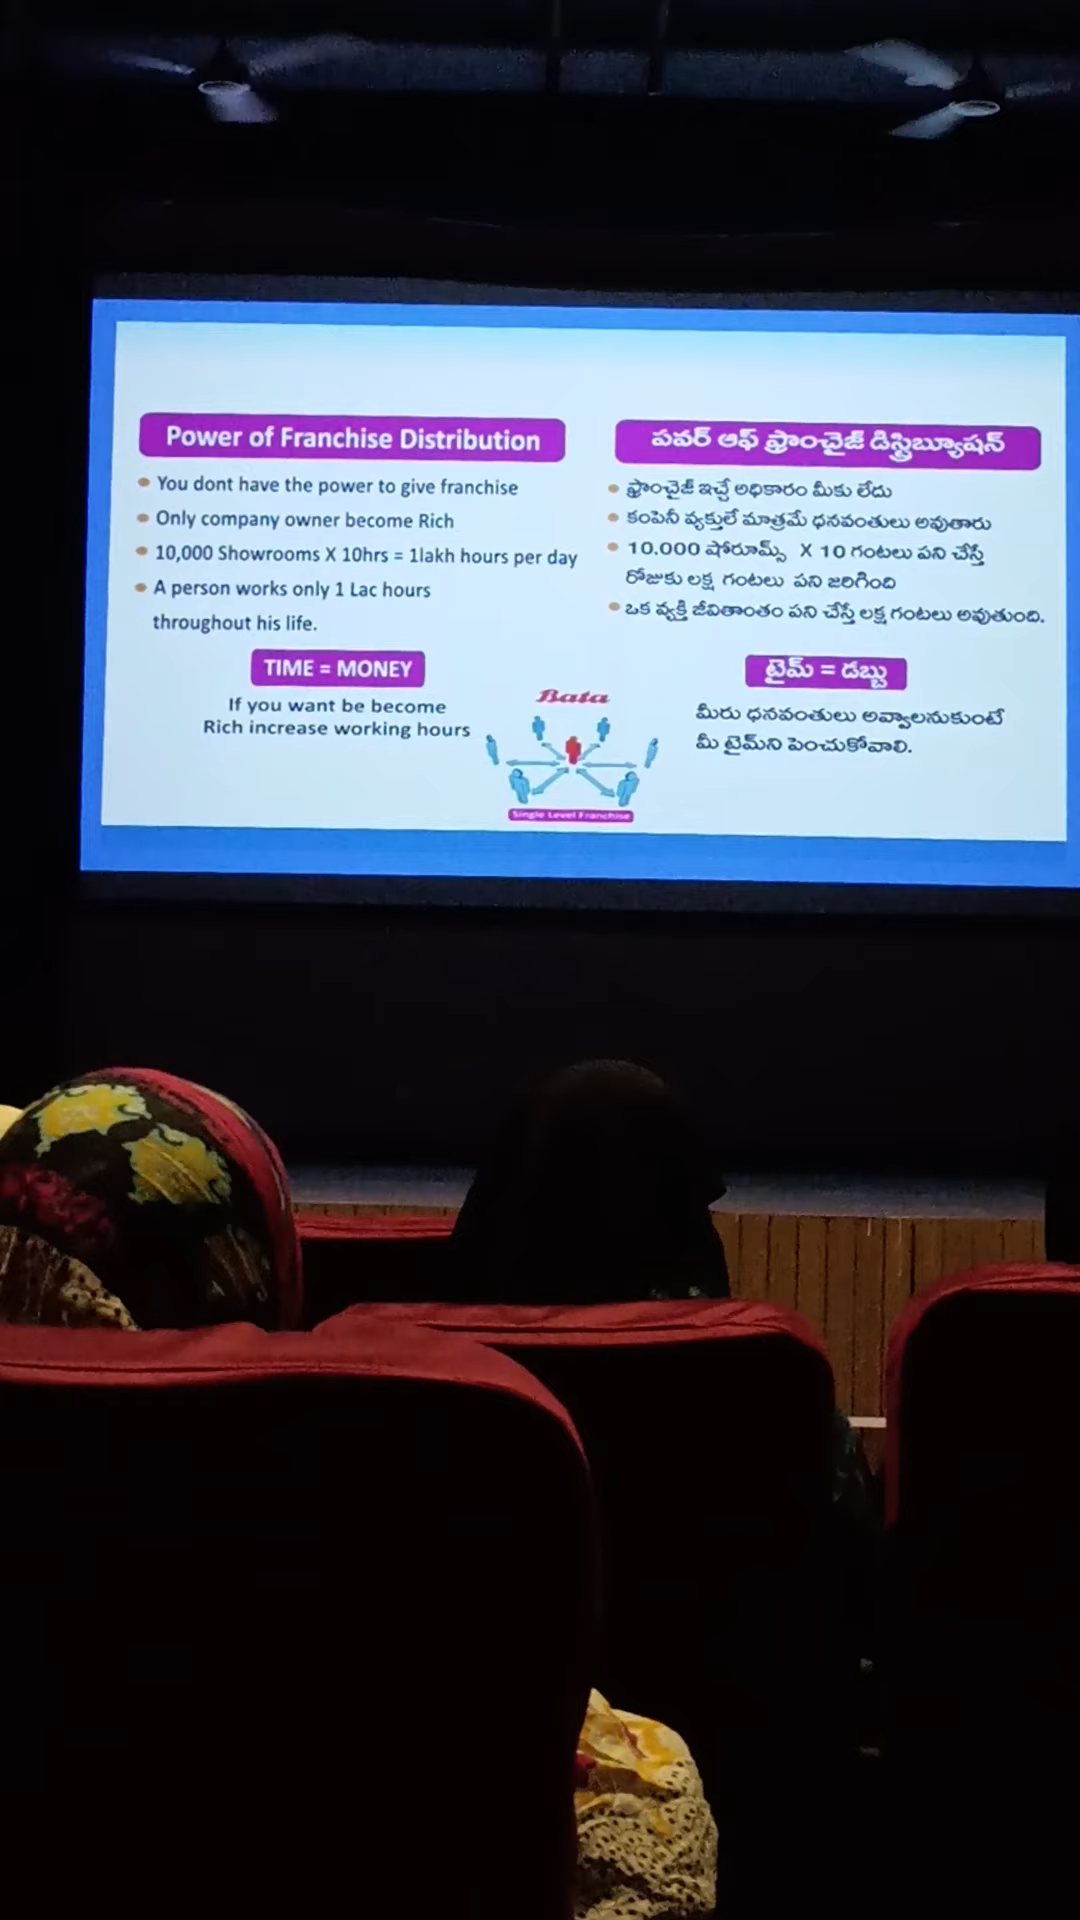 Power of Franchise Distribution
You dont have the power to give franchise
Only company owner become Rich
10,000 Showrooms X 10hrs = 1lakh hours per day
A person works only 1 Lac hours
throughout his life.
TIME = MONEY
If you want be become
Rich increase working hours
పవర్ ఆఫ్ ఫ్రాంచైజ్ డిస్ట్రిబ్యూషన్
ఫ్రాంచైజ్ ఇచ్చే అధికారం మీకు లేదు
కంపెనీ వ్యక్తులే మాత్రమే ధనవంతులు అవుతారు
10.000 షోరూమ్స్ X 10 గంటలు పని చేస్తే
రోజుకు లక్ష గంటలు పని జరిగింది
ఒక వ్యక్తి జీవితాంతం పని చేస్తే లక్ష గంటలు అవుతుంది.
టైమ్ = డబ్బు
మీరు ధనవంతులు అవ్వాలనుకుంటే
మీ టైమ్‌ని పెంచుకోవాలి.
Bata
Single Level Franchise